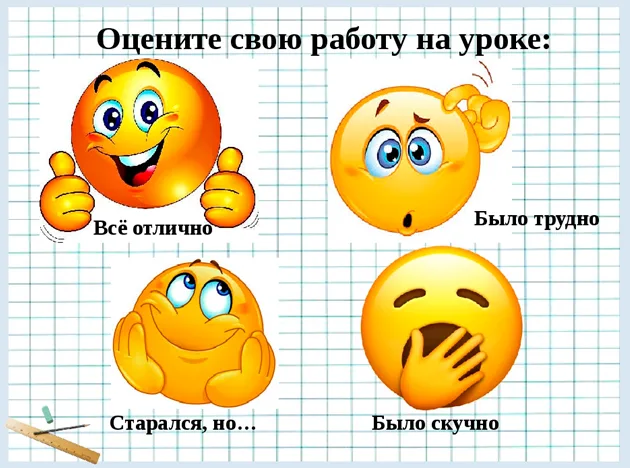 Оцените свою работу на уроке:
Всё отлично
Было трудно
Старался, но…
Было скучно